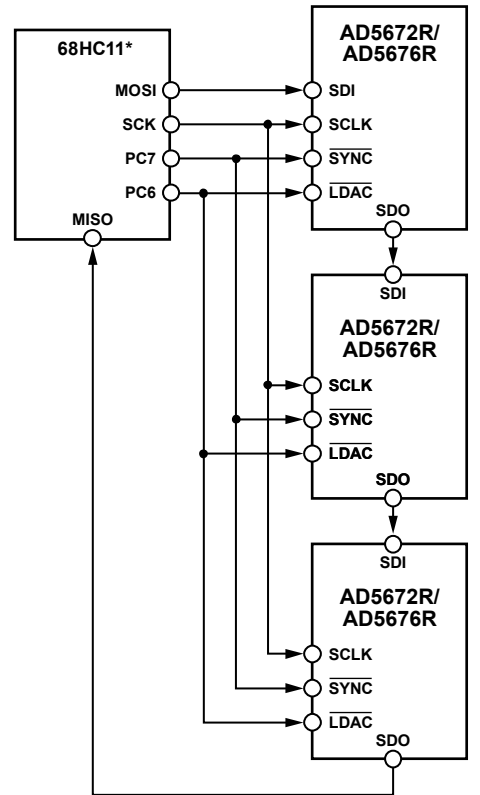 68HC11*
MOSI
SCK
PC7
PC6
MISO
AD5672R/
AD5676R
SDI
SCLK
SYNC
LDAC
SDO
SDI
AD5672R/
AD5676R
SCLK
SYNC
LDAC
SDO
SDI
AD5672R/
AD5676R
SCLK
SYNC
LDAC
SDO